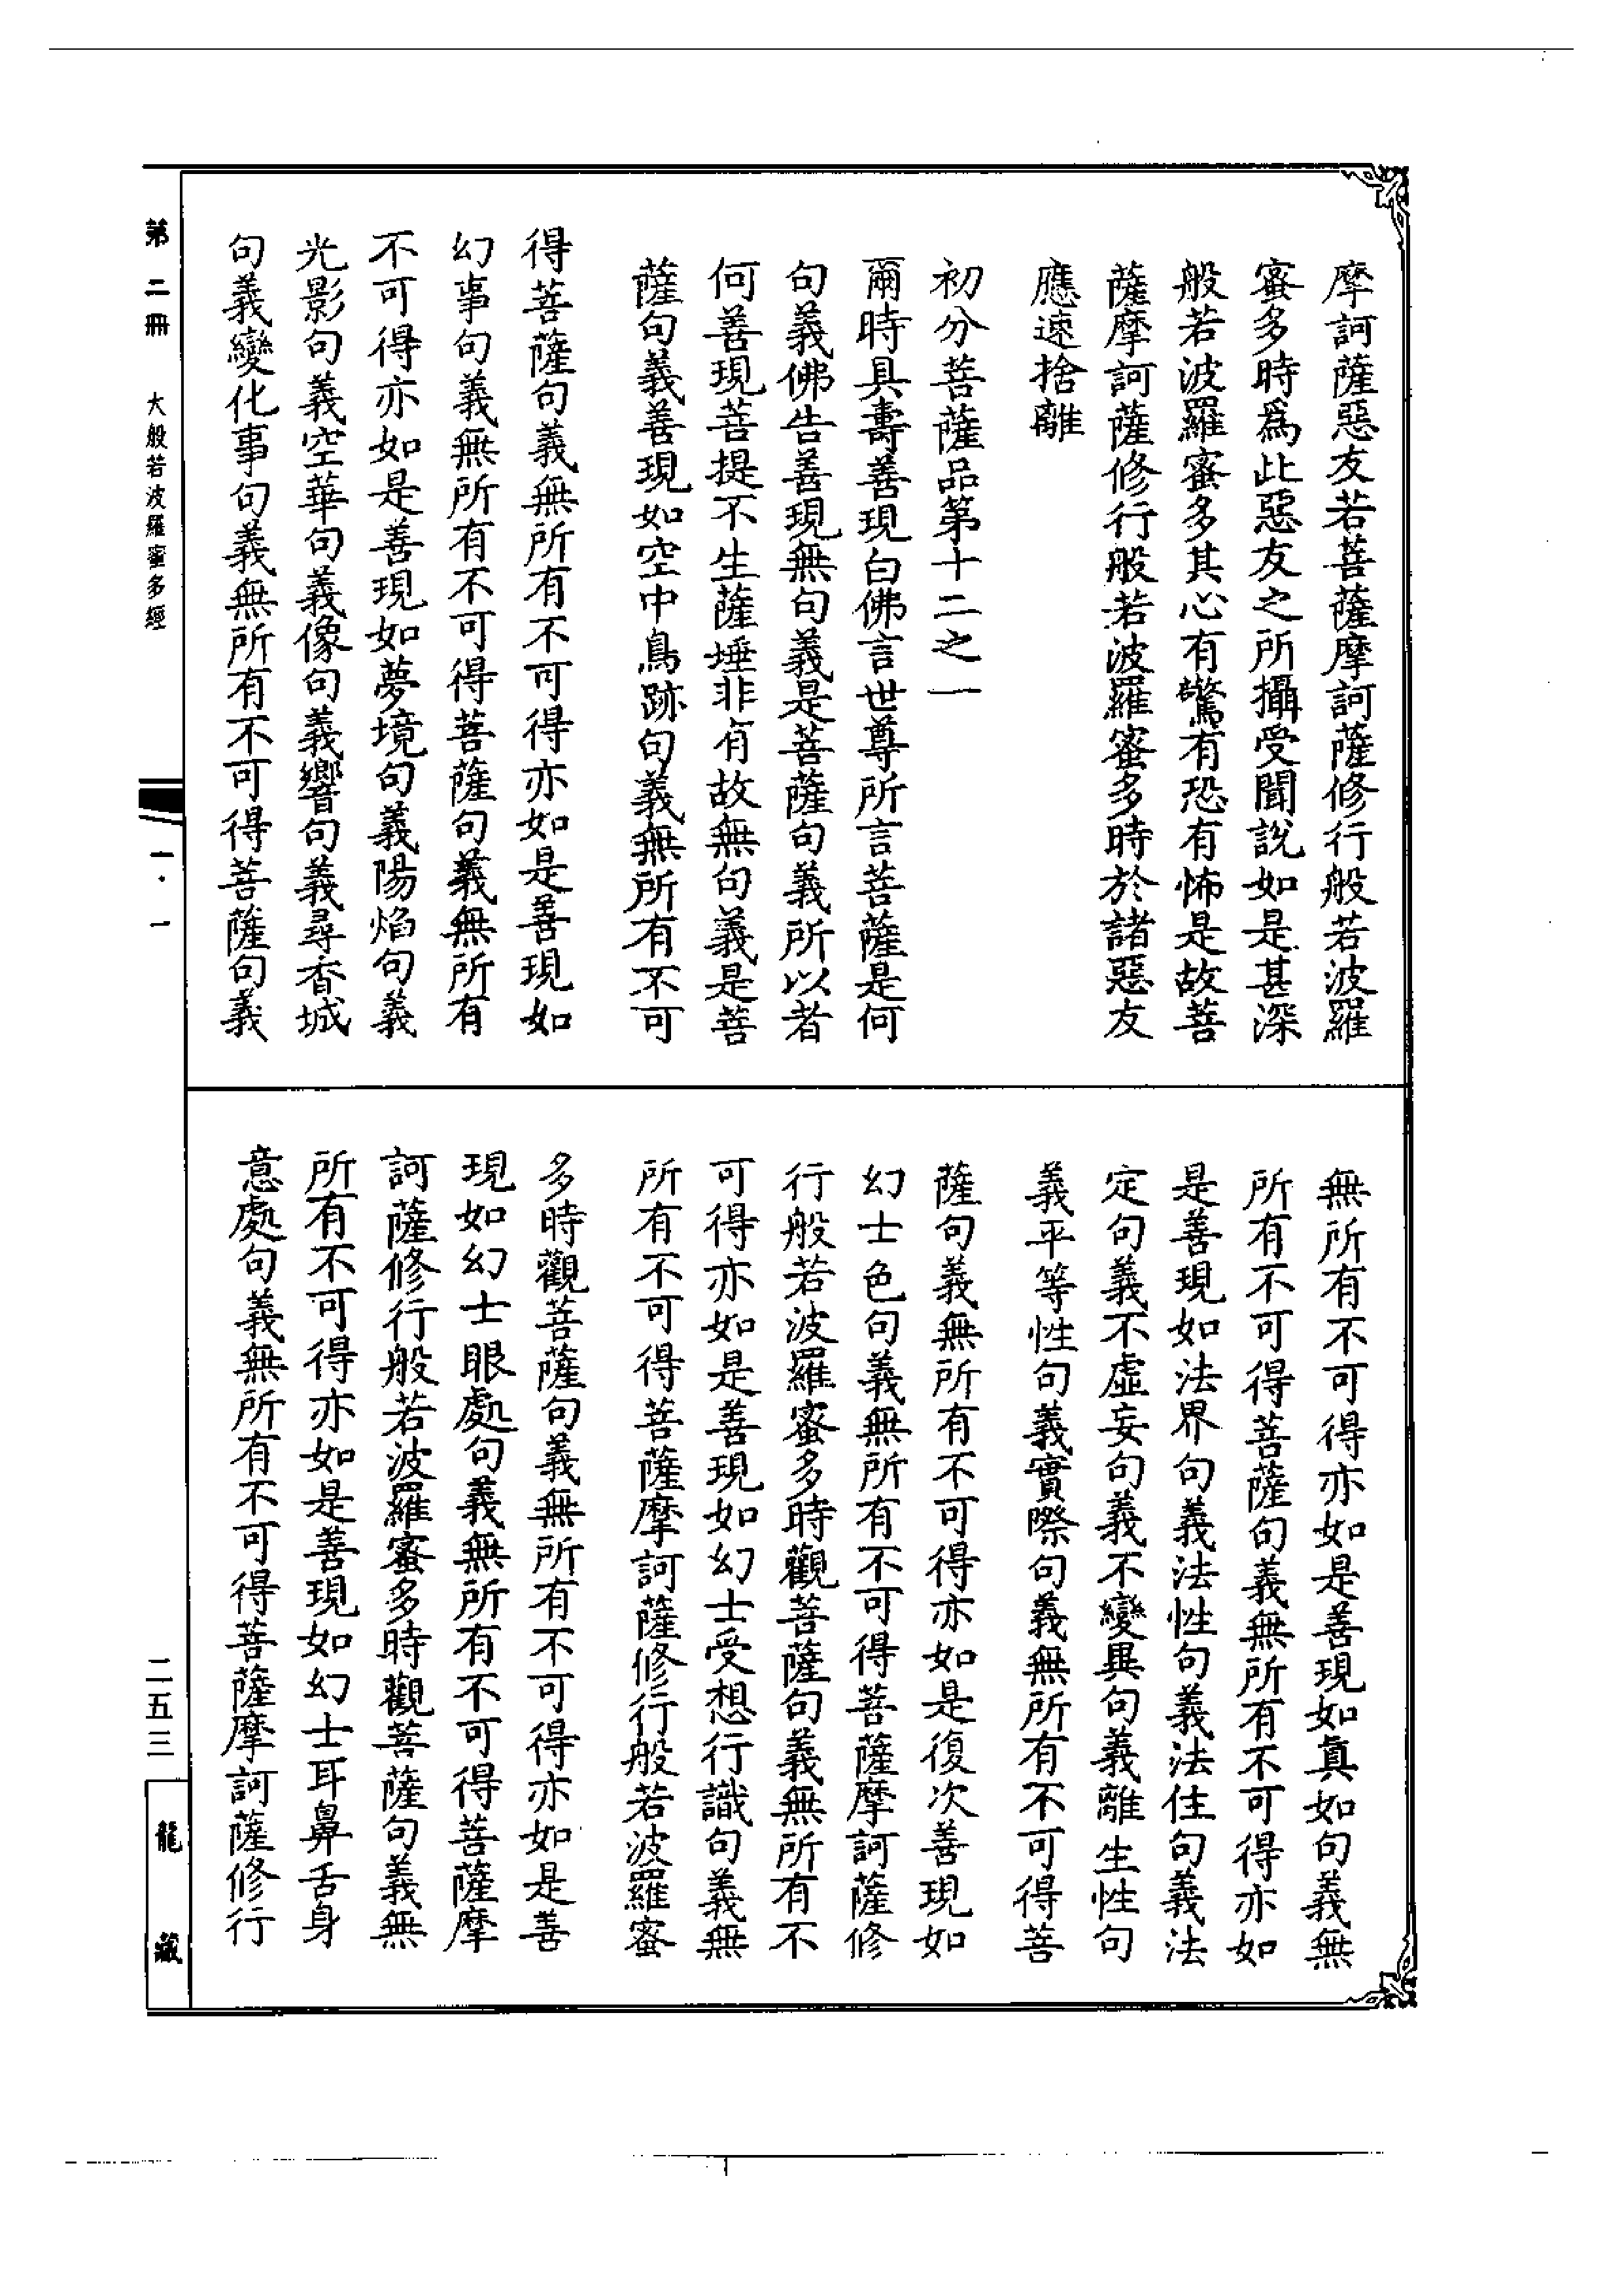 摩訶薩惡友若菩薩摩訶薩修行般若波羅
蜜多時爲此惡友之所攝受聞說如是甚深
般若波羅蜜多其心有驚有恐有怖是故菩
薩摩訶薩修行般若波羅蜜多時於諸惡友
應速捨離
初分菩薩品第十二之一
爾時具壽善現白佛言世尊所言菩薩是何
句義佛告善現無句義是菩薩句義所以者
何善現菩提不生薩埵非有故無句義是菩
薩句義善現如空中鳥跡句義無所有不可
得菩薩句義無所有不可得亦如是善現如
幻事句義無所有不可得菩薩句義無所有
不可得亦如是善現如夢境句義陽焰句義
光影句義空華句義像句義響句義尋香城
句義變化事句義無所有不可得菩薩句義
無所有不可得亦如是善現如真如句義無
所有不可得菩薩句義無所有不可得亦如
是善現如法界句義法性句義法住句義法
定句義不虛妄句義不變異句義離生性句
義平等性句義實際句義無所有不可得菩
薩句義無所有不可得亦如是復次善現如
幻士色句義無所有不可得菩薩摩訶薩修
行般若波羅蜜多時觀菩薩句義無所有不
可得亦如是善現如幻士受想行識句義無
所有不可得菩薩摩訶薩修行般若波羅蜜
多時觀菩薩句義無所有不可得亦如是善
現如幻士眼處句義無所有不可得菩薩摩
訶薩修行般若波羅蜜多時觀菩薩句義無
所有不可得亦如是善現如幻士耳鼻舌身
意處句義無所有不可得菩薩摩訶薩修行
第二冊 大般若波羅蜜多經 一·一 二五三 龍藏